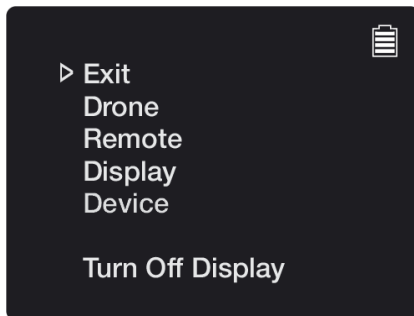 Exit
Drone
Remote
Display
Device
Turn Off Display